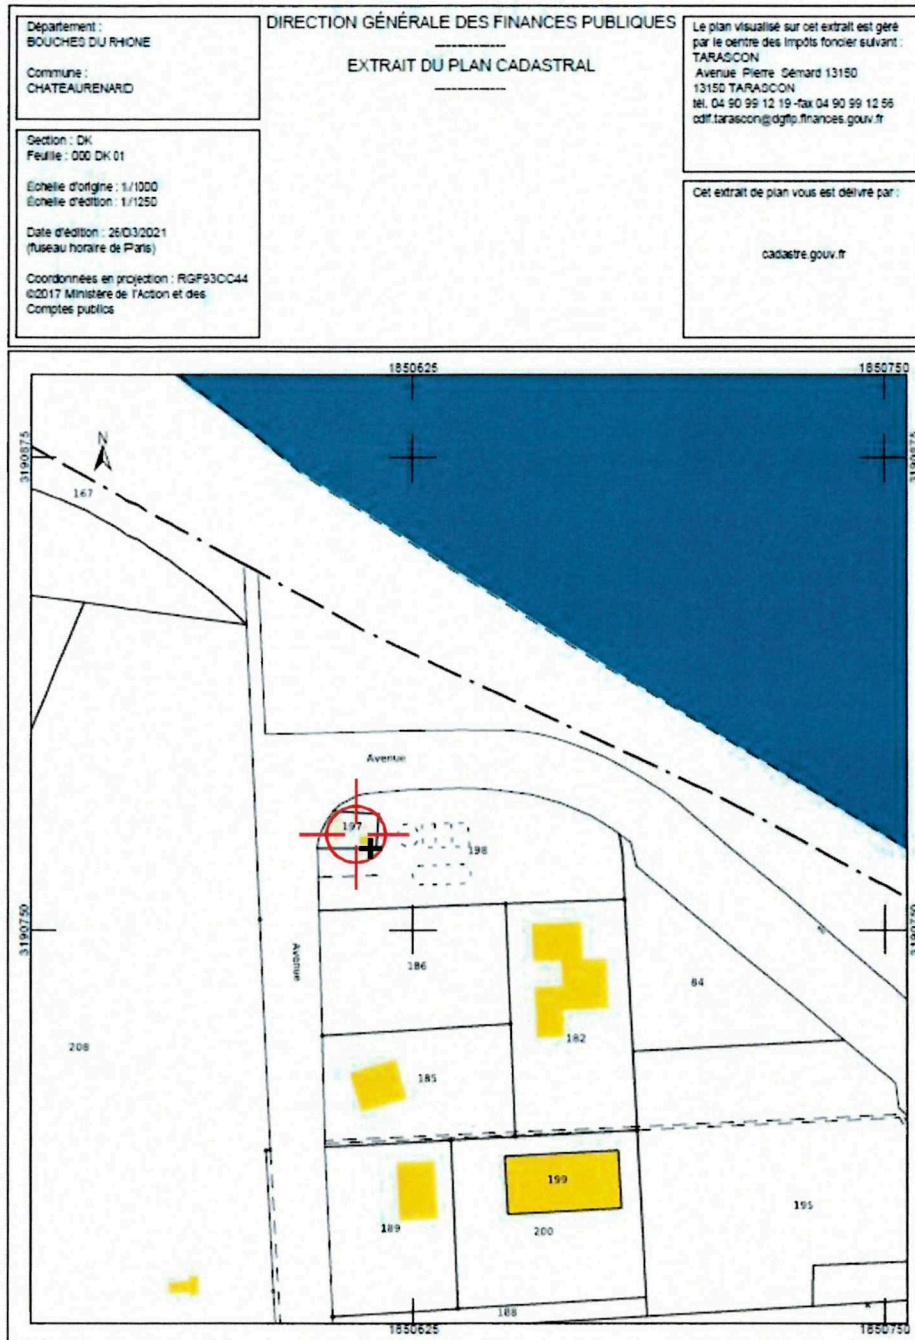 Département :
BOUCHES DU RHONE
Commune :
CHATEAURENARD
Section : DK
Feuille : 000 DK 01
Échelle d'origine : 1/1000
Échelle d'édition : 1/1250
Date d'édition : 26/03/2021
(fuseau horaire de Paris)
Coordonnées en projection : RGF93CC44
©2017 Ministère de l'Action et des
Comptes publics
DIRECTION GÉNÉRALE DES FINANCES PUBLIQUES
EXTRAIT DU PLAN CADASTRAL
Le plan visualisé sur cet extrait est géré
par le centre des impôts foncier suivant :
TARASCON
Avenue Pierre Semard 13150
13150 TARASCON
tél. 04 90 99 12 19 -fax 04 90 99 12 56
cdif.tarascon@dgfip.finances.gouv.fr
Cet extrait de plan vous est délivré par :
cadastre.gouv.fr
1850625
1850750
3190875
3190875
N
167
Avenue
197
198
3190750
3190750
Avenue
186
84
182
208
185
199
195
189
200
188
1850625
1850750